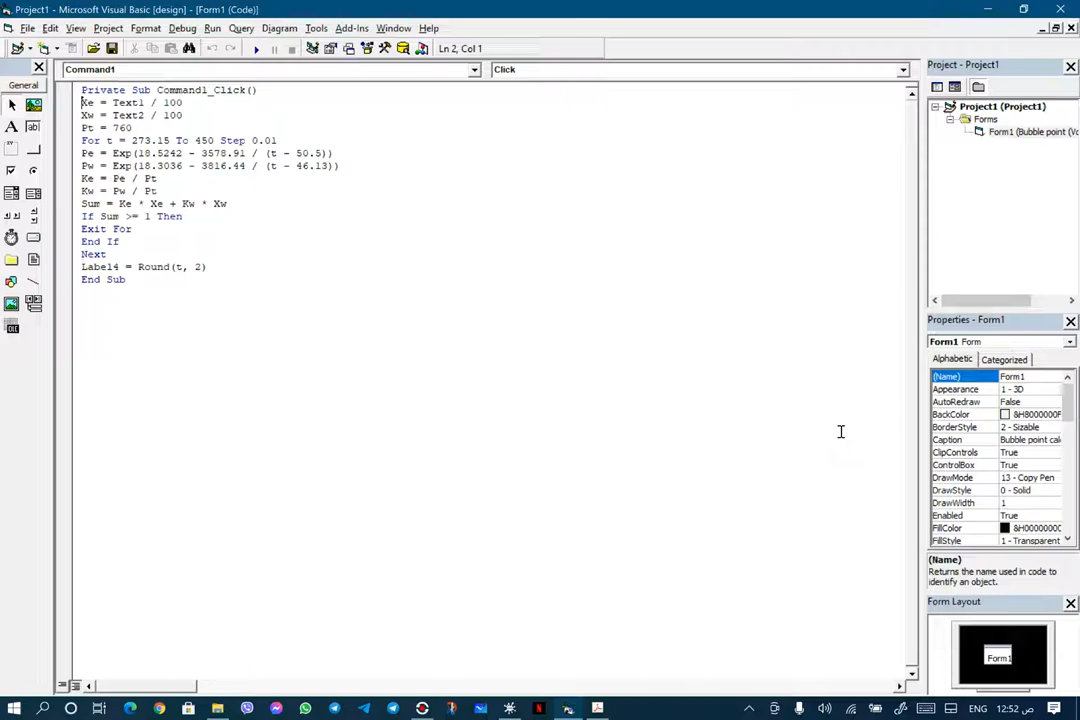 Project1 - Microsoft Visual Basic [design] - [Form1 (Code)]
File Edit View Project Format Debug Run Query Diagram Tools Add-Ins Window Help
Ln 2, Col 1
General
Command1
Click
Private Sub Command1_Click()
Xe = Text1 / 100
Xw = Text2 / 100
Pt = 760
For t = 273.15 To 450 Step 0.01
Pe = Exp(18.5242 - 3578.91 / (t - 50.5))
Pw = Exp(18.3036 - 3816.44 / (t - 46.13))
Ke = Pe / Pt
Kw = Pw / Pt
Sum = Ke * Xe + Kw * Xw
If Sum >= 1 Then
Exit For
End If
Next
Label4 = Round(t, 2)
End Sub
Project - Project1
Project1 (Project1)
Forms
Form1 (Bubble point (Vo
Properties - Form1
Form1 Form
Alphabetic Categorized
(Name) Form1
Appearance 1 - 3D
AutoRedraw False
BackColor &H8000000F
BorderStyle 2 - Sizable
Caption Bubble point cal
ClipControls True
ControlBox True
DrawMode 13 - Copy Pen
DrawStyle 0 - Solid
DrawWidth 1
Enabled True
FillColor &H0000000
FillStyle 1 - Transparent
(Name)
Returns the name used in code to
identify an object.
Form Layout
Form1
ENG 12:52 ص